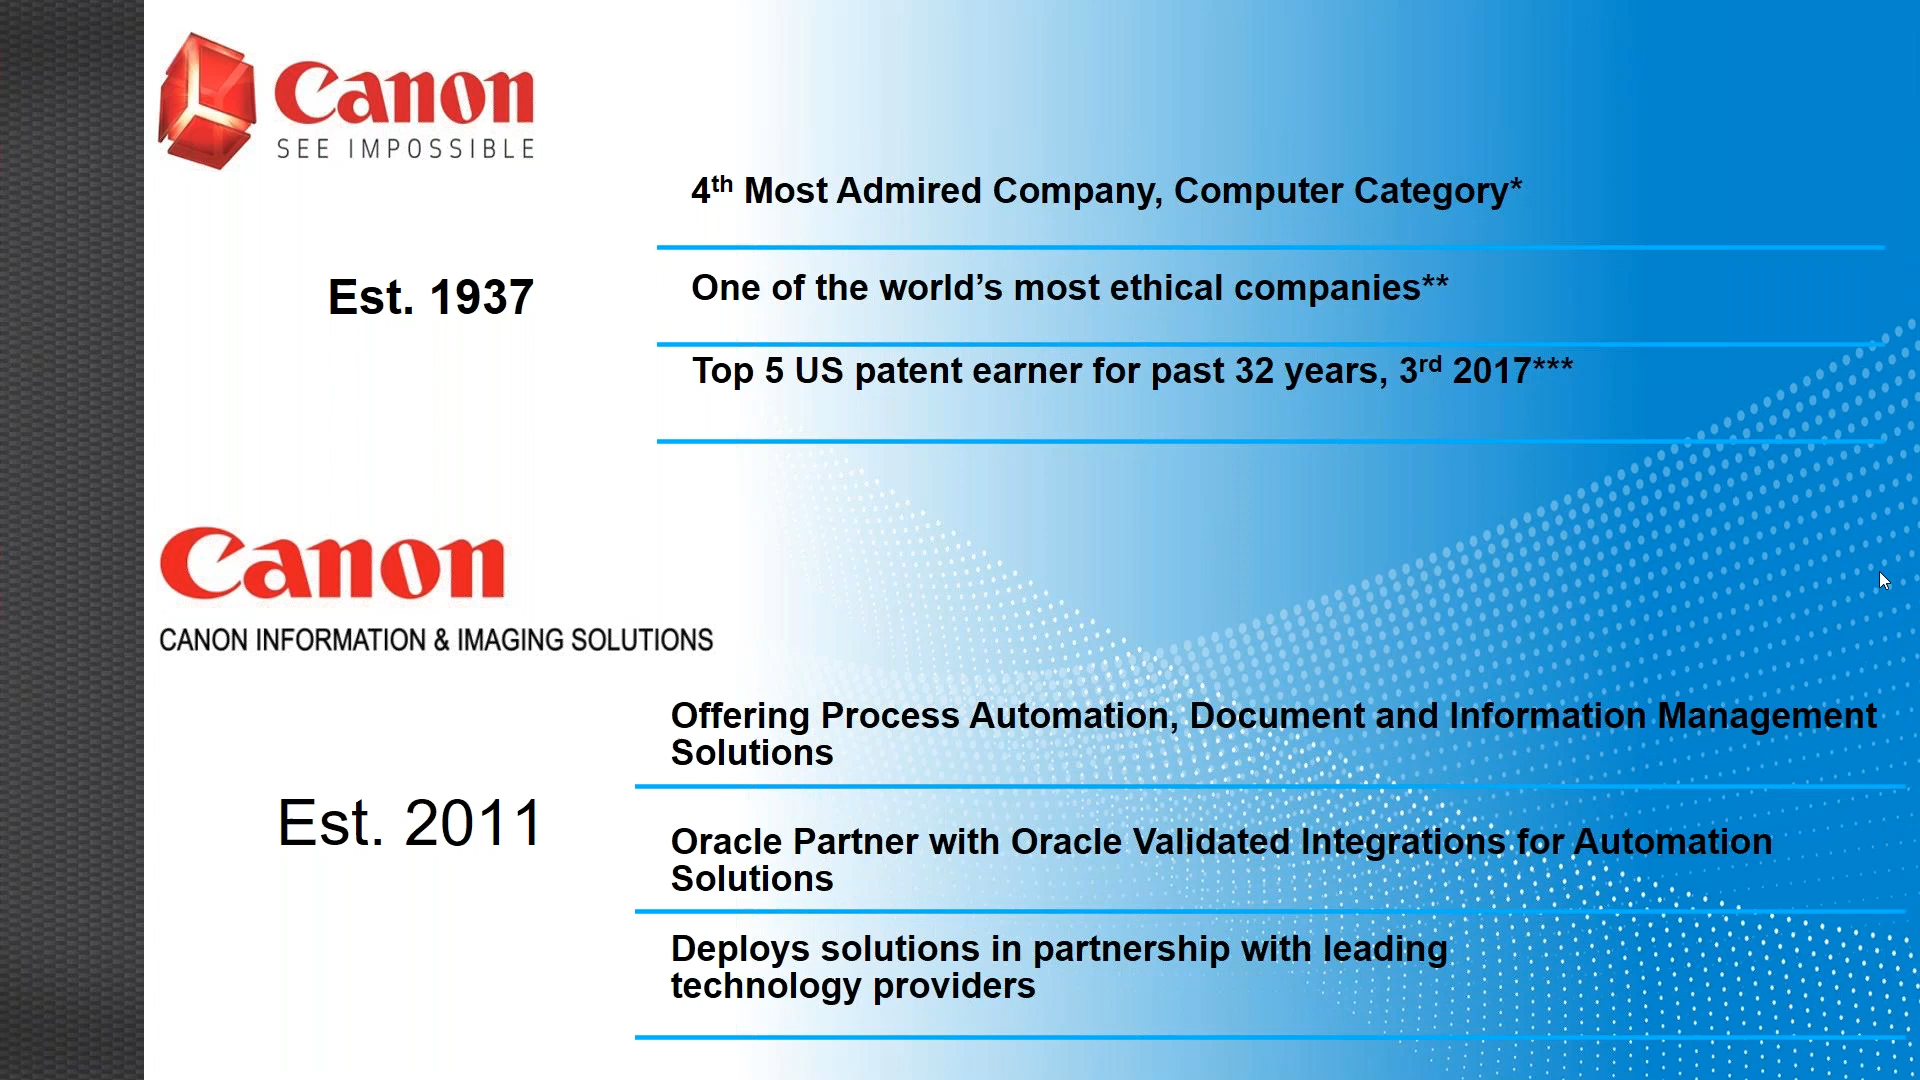 Canon
SEE IMPOSSIBLE
4th Most Admired Company, Computer Category*
Est. 1937
One of the world’s most ethical companies**
Top 5 US patent earner for past 32 years, 3rd 2017***
Canon
CANON INFORMATION & IMAGING SOLUTIONS
Offering Process Automation, Document and Information Management
Solutions
Est. 2011
Oracle Partner with Oracle Validated Integrations for Automation
Solutions
Deploys solutions in partnership with leading
technology providers